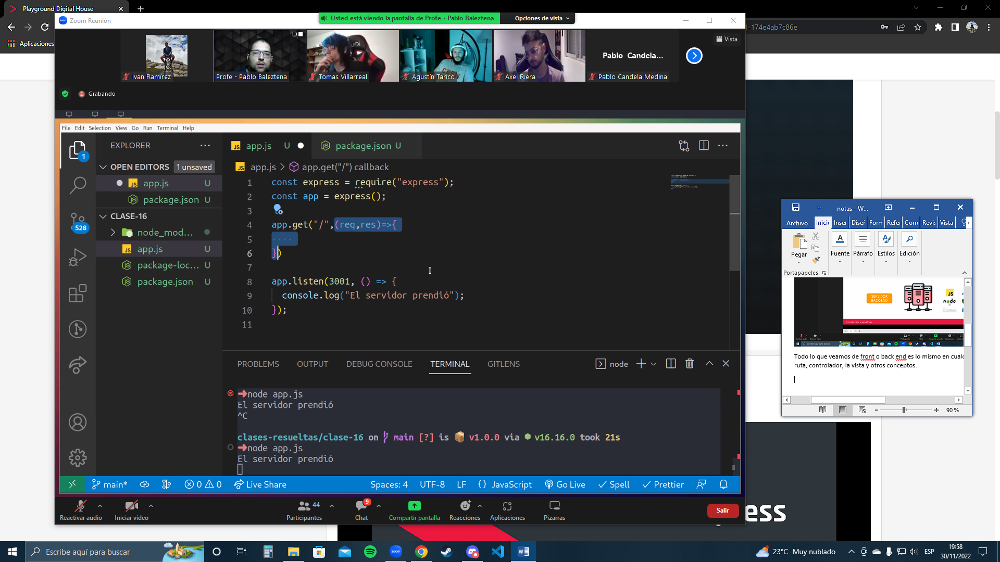 Playground Digital House
Zoom Reunión
Usted está viendo la pantalla de Profe - Pablo Baleztena
Opciones de vista
1-174e4ab7c86e
Aplicaciones
Vista
Ivan Ramírez
Profe - Pablo Baleztena
Tomas Villarreal
Agustín Tarico
Axel Riera
Pablo Candela...
Pablo Candela Medina
Grabando
File Edit Selection View Go Run Terminal Help
EXPLORER
OPEN EDITORS 1 unsaved
app.js U
package.json U
CLASE-16
node_mod...
app.js U
package-loc... U
package.json U
1
528
app.js U
package.json U
app.js > app.get("/") callback
1 const express = require("express");
2 const app = express();
3
4 app.get("/",(req,res)=>{
5
6 })
7
8 app.listen(3001, () => {
9 console.log("El servidor prendió");
10 });
11
PROBLEMS OUTPUT DEBUG CONSOLE TERMINAL GITLENS
node
node app.js
El servidor prendió
^C
clases-resueltas/clase-16 on main [?] is v1.0.0 via v16.16.0 took 21s
node app.js
El servidor prendió
main* 0 0 Live Share Spaces: 4 UTF-8 LF {} JavaScript Go Live Spell Prettier
Reactivar audio
Iniciar vídeo
44
Participantes
9
Chat
Compartir pantalla
Reacciones
Aplicaciones
Pizarras
Salir
notas - W...
Archivo Inicio Inser Diseñ Form Refer Corre Revis Vista
Pegar
Fuente
Párrafo
Estilos
Edición
Portapapeles
SERVIDOR
BACK-END
JS
node
Express
Introducción a servidores
Todo lo que veamos de front o back end es lo mismo en cualq
ruta, controlador, la vista y otros conceptos.
90 %
ess
Escribe aquí para buscar
23°C Muy nublado
ESP
19:58
30/11/2022